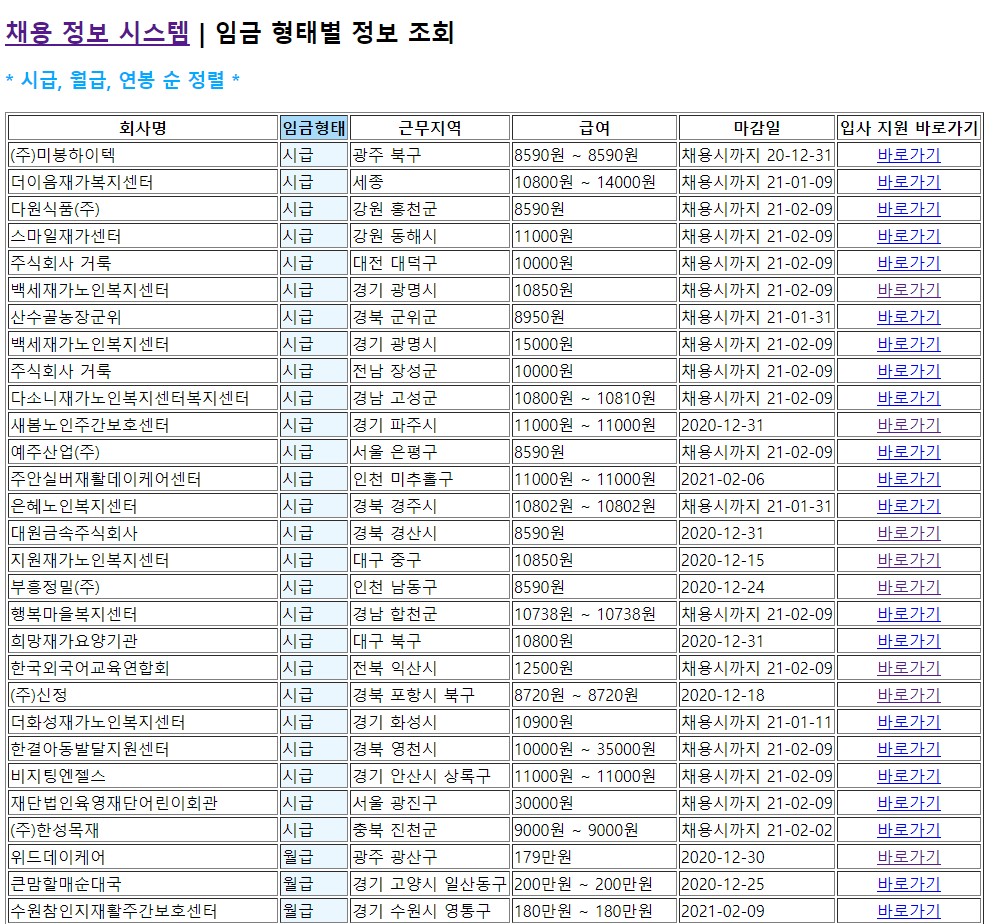 채용 정보 시스템 | 임금 형태별 정보 조회
* 시급, 월급, 연봉 순 정렬 *
회사명 임금형태 근무지역 급여 마감일 입사 지원 바로가기
(주)미봉하이텍 시급 광주 북구 8590원 ~ 8590원 채용시까지 20-12-31 바로가기
더이음재가복지센터 시급 세종 10800원 ~ 14000원 채용시까지 21-01-09 바로가기
다원식품(주) 시급 강원 홍천군 8590원 채용시까지 21-02-09 바로가기
스마일재가센터 시급 강원 동해시 11000원 채용시까지 21-02-09 바로가기
주식회사 거룩 시급 대전 대덕구 10000원 채용시까지 21-02-09 바로가기
백세재가노인복지센터 시급 경기 광명시 10850원 채용시까지 21-02-09 바로가기
산수골농장군위 시급 경북 군위군 8950원 채용시까지 21-01-31 바로가기
백세재가노인복지센터 시급 경기 광명시 15000원 채용시까지 21-02-09 바로가기
주식회사 거룩 시급 전남 장성군 10000원 채용시까지 21-02-09 바로가기
다소니재가노인복지센터복지센터 시급 경남 고성군 10800원 ~ 10810원 채용시까지 21-02-09 바로가기
새봄노인주간보호센터 시급 경기 파주시 11000원 ~ 11000원 2020-12-31 바로가기
예주산업(주) 시급 서울 은평구 8590원 채용시까지 21-02-09 바로가기
주안실버재활데이케어센터 시급 인천 미추홀구 11000원 ~ 11000원 2021-02-06 바로가기
은혜노인복지센터 시급 경북 경주시 10802원 ~ 10802원 채용시까지 21-01-31 바로가기
대원금속주식회사 시급 경북 경산시 8590원 2020-12-31 바로가기
지원재가노인복지센터 시급 대구 중구 10850원 2020-12-15 바로가기
부흥정밀(주) 시급 인천 남동구 8590원 2020-12-24 바로가기
행복마을복지센터 시급 경남 합천군 10738원 ~ 10738원 채용시까지 21-02-09 바로가기
희망재가요양기관 시급 대구 북구 10800원 2020-12-31 바로가기
한국외국어교육연합회 시급 전북 익산시 12500원 채용시까지 21-02-09 바로가기
(주)신정 시급 경북 포항시 북구 8720원 ~ 8720원 2020-12-18 바로가기
더화성재가노인복지센터 시급 경기 화성시 10900원 채용시까지 21-01-11 바로가기
한결아동발달지원센터 시급 경북 영천시 10000원 ~ 35000원 채용시까지 21-02-09 바로가기
비지팅엔젤스 시급 경기 안산시 상록구 11000원 ~ 11000원 채용시까지 21-02-09 바로가기
재단법인육영재단어린이회관 시급 서울 광진구 30000원 채용시까지 21-02-09 바로가기
(주)한성목재 시급 충북 진천군 9000원 ~ 9000원 채용시까지 21-02-02 바로가기
위드데이케어 월급 광주 광산구 179만원 2020-12-30 바로가기
큰맘할매순대국 월급 경기 고양시 일산동구 200만원 ~ 200만원 2020-12-25 바로가기
수원참인지재활주간보호센터 월급 경기 수원시 영통구 180만원 ~ 180만원 2021-02-09 바로가기